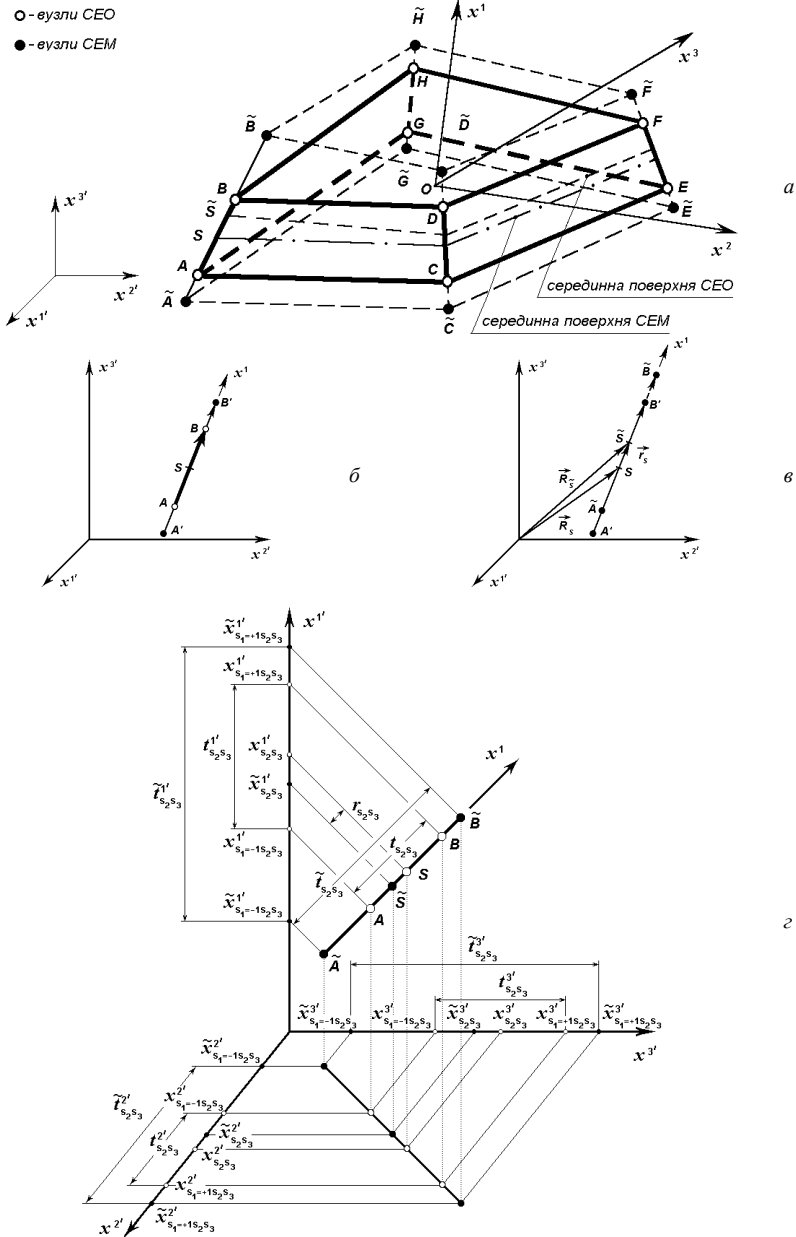 - вузли СЕО
- вузли СЕМ
H̃
x¹
x³
F̃
H
F
B̃
G
D̃
G̃
O
E
Ẽ
B
S̃
D
S
x²
A
C
Ã
C̃
x³′
x²′
x¹′
серединна поверхня СЕО
серединна поверхня СЕМ
а
x³′
x¹
B′
B
S
A
A′
x²′
x¹′
б
x³′
x¹
B̃
B′
S̃
r⃗ₛ
S
R⃗ₛ̃
R⃗ₛ
Ã
A′
x²′
x¹′
в
x̃¹′ s₁=+1s₂s₃
x¹′
x¹′ s₁=+1s₂s₃
t¹′ s₂s₃
x¹′ s₂s₃
x¹
t̃¹′ s₂s₃
x̃¹′ s₂s₃
r s₂s₃
B̃
t s₂s₃
B
x¹′ s₁=−1s₂s₃
S
t̃ s₂s₃
S̃
x̃¹′ s₁=−1s₂s₃
A
г
Ã
t̃³′ s₂s₃
t³′ s₂s₃
x̃³′ s₁=−1s₂s₃ x³′ s₁=−1s₂s₃ x̃³′ s₂s₃ x³′ s₂s₃ x³′ s₁=+1s₂s₃ x̃³′ s₁=+1s₂s₃
x³′
x̃²′ s₁=−1s₂s₃
t̃²′ s₂s₃
x²′ s₁=−1s₂s₃
t²′ s₂s₃
x̃²′ s₂s₃
x²′ s₂s₃
x²′ s₁=+1s₂s₃
x²′
x̃²′ s₁=+1s₂s₃